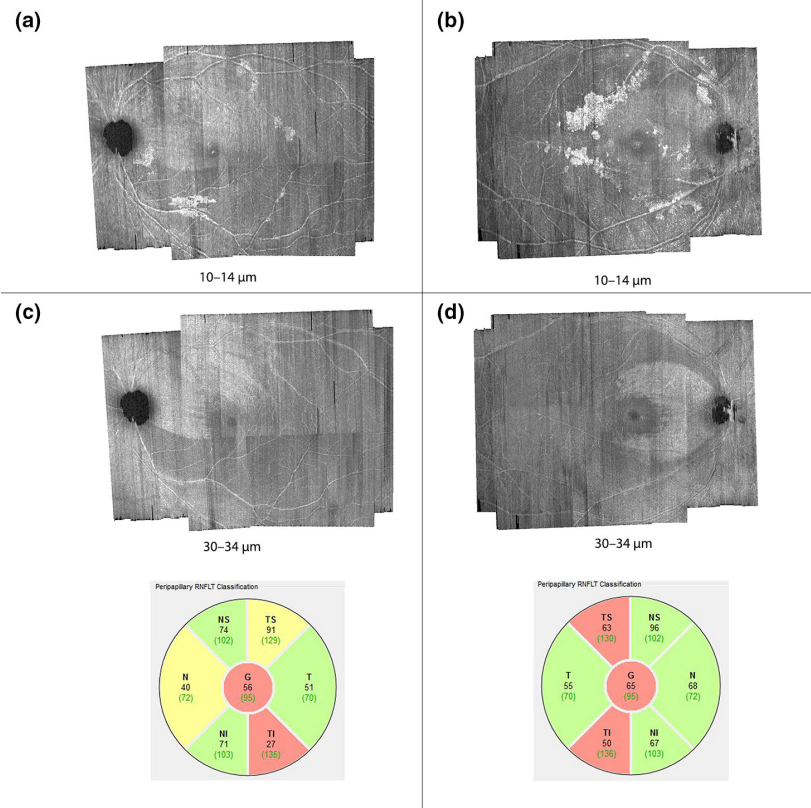 (a)
(b)
10–14 µm
10–14 µm
(c)
(d)
30–34 µm
30–34 µm
Peripapillary RNFLT Classification
NS
74
(102)
TS
91
(129)
N
40
(72)
G
56
(95)
T
51
(70)
NI
71
(103)
TI
27
(135)
Peripapillary RNFLT Classification
TS
63
(130)
NS
96
(102)
T
55
(70)
G
65
(95)
N
68
(72)
TI
50
(136)
NI
67
(103)